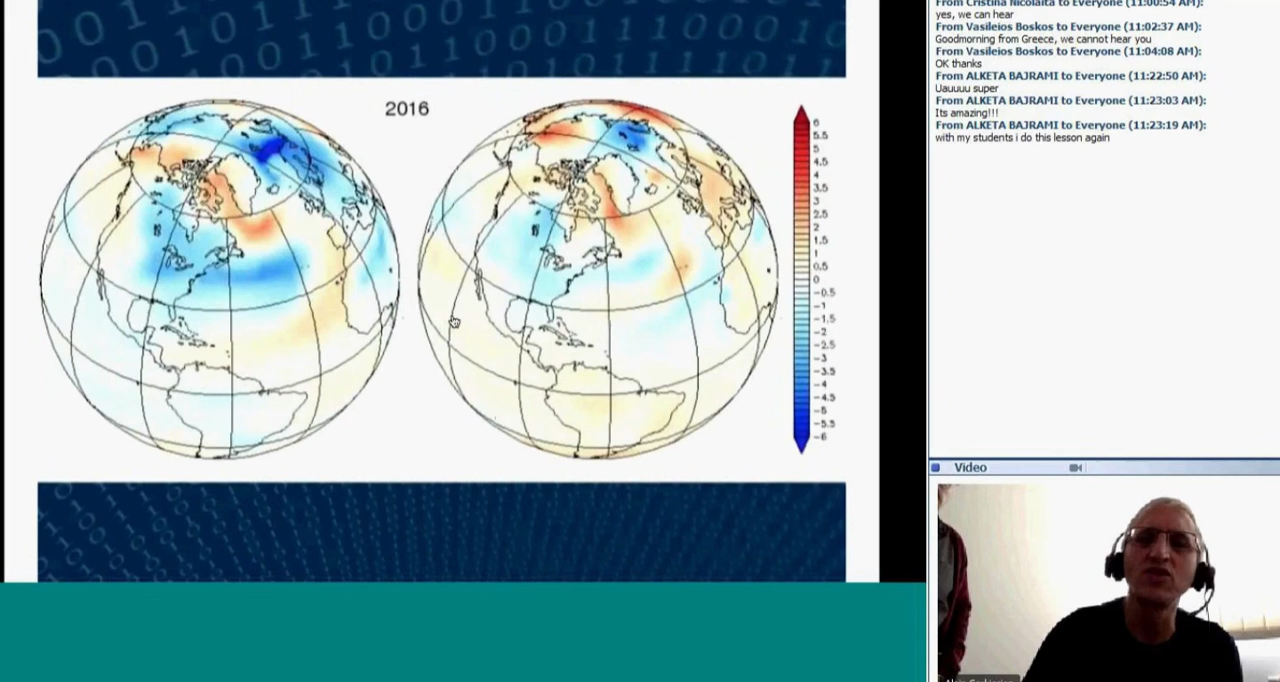 2016
6
5.5
5
4.5
4
3.5
3
2.5
2
1.5
1
0.5
0
-0.5
-1
-1.5
-2
-2.5
-3
-3.5
-4
-4.5
-5
-5.5
-6
From Cristina Nicolaita to Everyone (11:00:54 AM):
yes, we can hear
From Vasileios Boskos to Everyone (11:02:37 AM):
Goodmorning from Greece, we cannot hear you
From Vasileios Boskos to Everyone (11:04:08 AM):
OK thanks
From ALKETA BAJRAMI to Everyone (11:22:50 AM):
Uauuuu super
From ALKETA BAJRAMI to Everyone (11:23:03 AM):
Its amazing!!!
From ALKETA BAJRAMI to Everyone (11:23:19 AM):
with my students i do this lesson again
Video